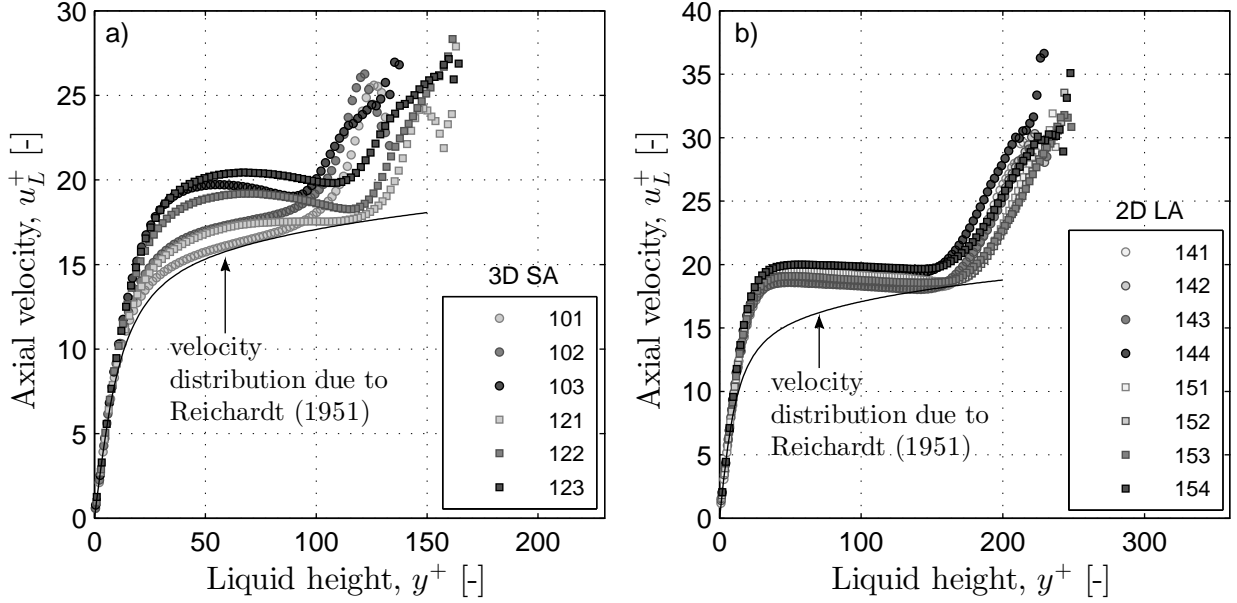 a)
Axial velocity, u_L^+ [-]
30
25
20
15
10
5
0
0 50 100 150 200
Liquid height, y^+ [-]
velocity
distribution due to
Reichardt (1951)
3D SA
101
102
103
121
122
123
b)
Axial velocity, u_L^+ [-]
40
35
30
25
20
15
10
5
0
0 100 200 300
Liquid height, y^+ [-]
velocity
distribution due to
Reichardt (1951)
2D LA
141
142
143
144
151
152
153
154